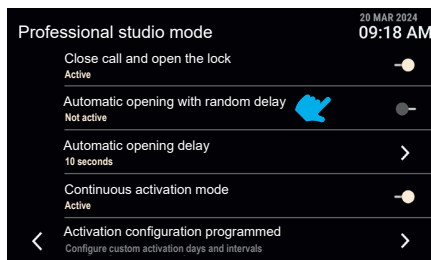 20 MAR 2024
Professional studio mode
09:18 AM
Close call and open the lock
Active
Automatic opening with random delay
Not active
Automatic opening delay
10 seconds
Continuous activation mode
Active
Activation configuration programmed
Configure custom activation days and intervals